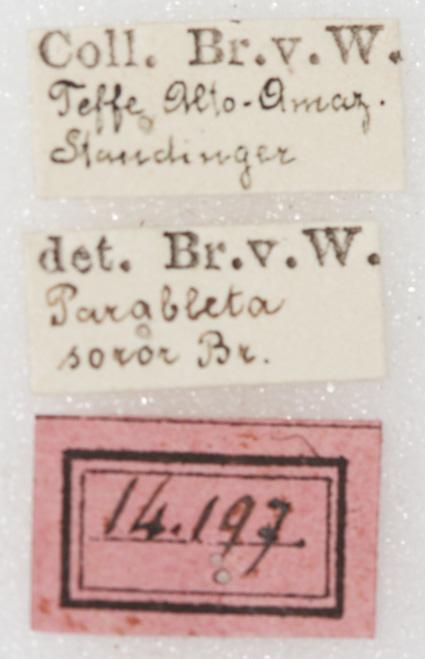 Coll. Br.v.W.
Teffe, Alto-Amaz.
Staudinger
det. Br.v.W.
Parableta
soror Br.
14.197